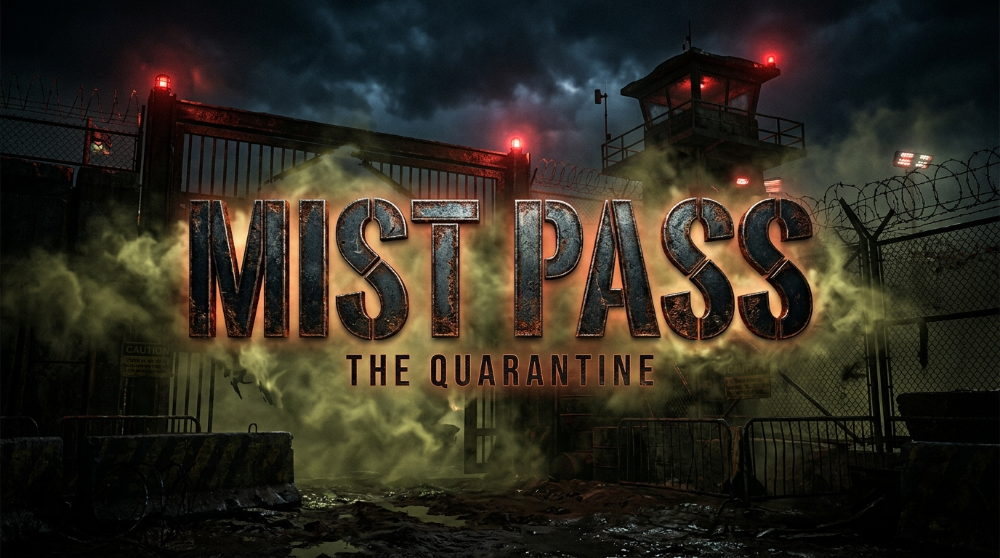 MIST PASS
THE QUARANTINE
CAUTION
CAUTION